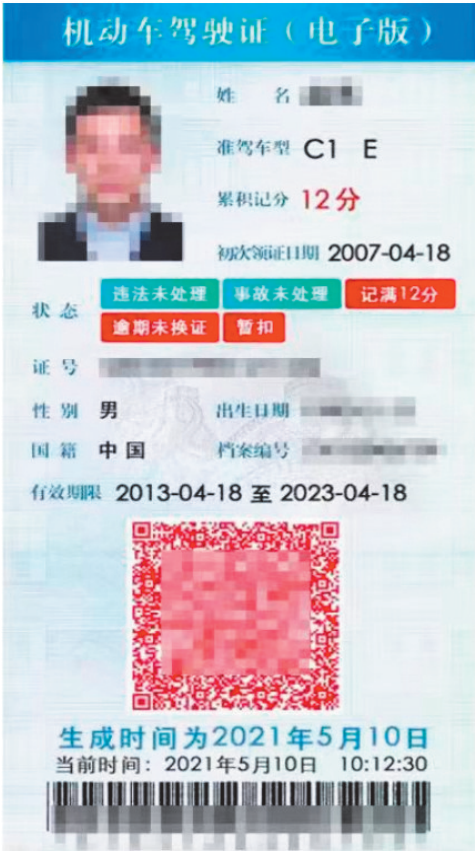 机动车驾驶证（电子版）
姓 名
准驾车型 C1 E
累积记分 12分
初次领证日期 2007-04-18
状态 违法未处理 事故未处理 记满12分
逾期未换证 暂扣
证号
性别 男 出生日期
国籍 中国 档案编号
有效期限 2013-04-18 至 2023-04-18
生成时间为2021年5月10日
当前时间：2021年5月10日 10:12:30